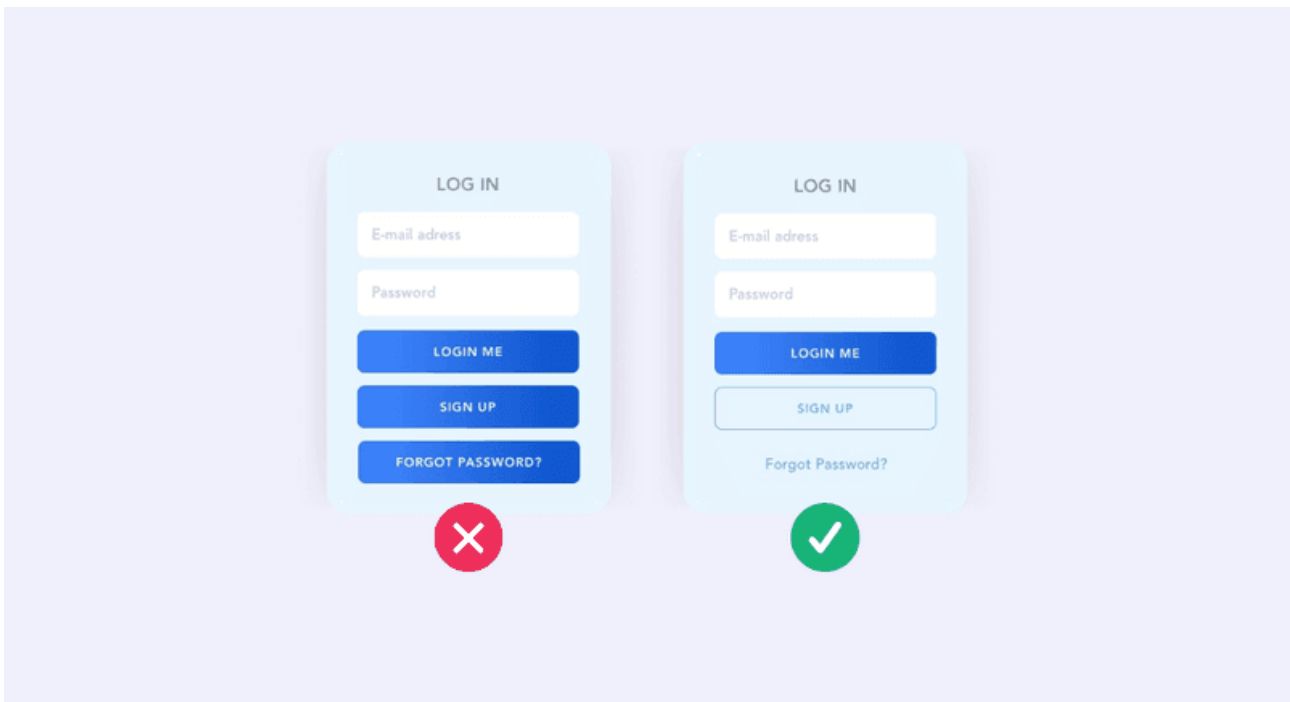 LOG IN
E-mail adress
Password
LOGIN ME
SIGN UP
FORGOT PASSWORD?
LOG IN
E-mail adress
Password
LOGIN ME
SIGN UP
Forgot Password?